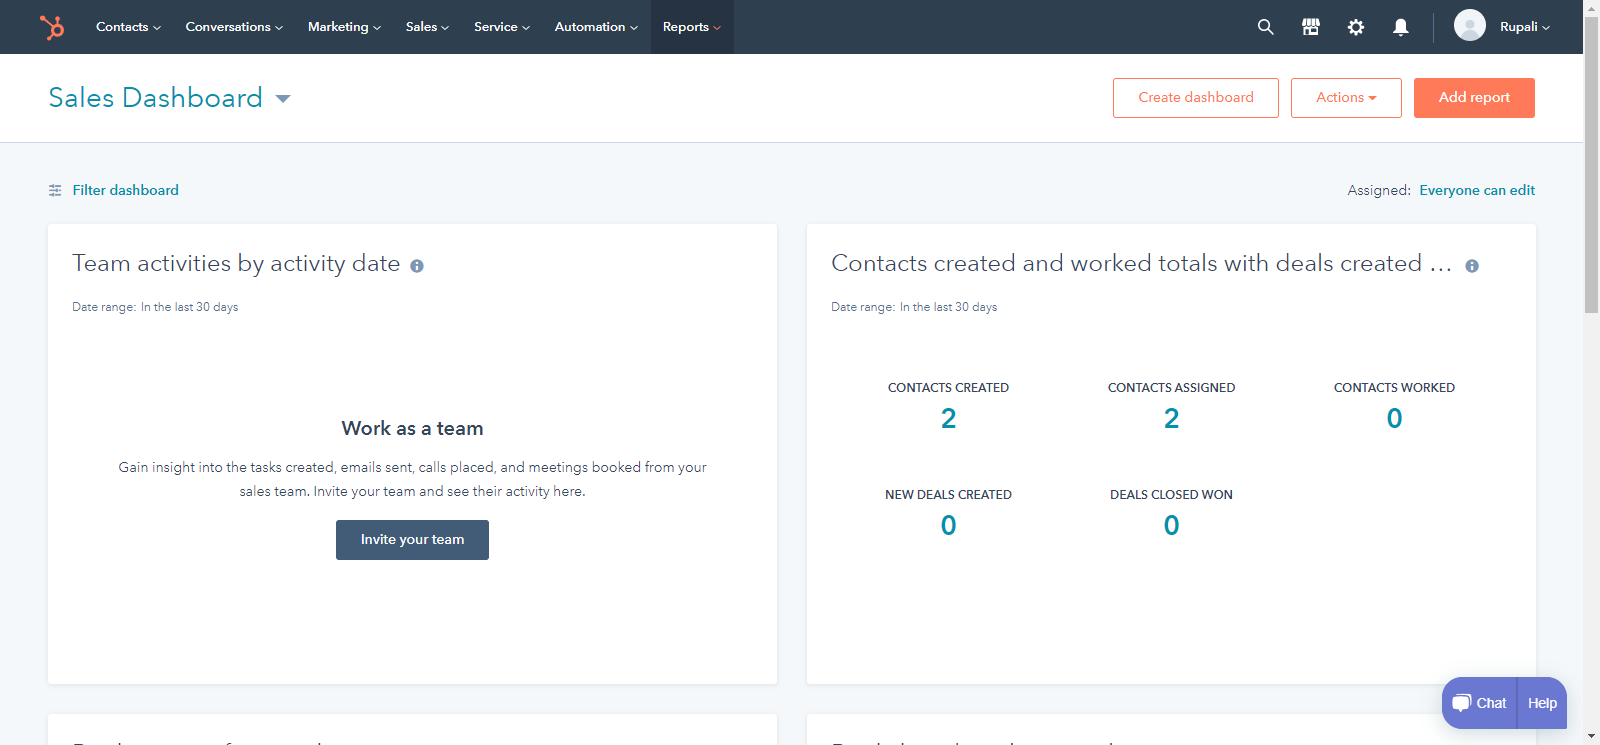 Contacts Conversations Marketing Sales Service Automation Reports Rupali
Sales Dashboard
Create dashboard Actions Add report
Filter dashboard
Assigned: Everyone can edit
Team activities by activity date
Date range: In the last 30 days
Work as a team
Gain insight into the tasks created, emails sent, calls placed, and meetings booked from your
sales team. Invite your team and see their activity here.
Invite your team
Contacts created and worked totals with deals created ...
Date range: In the last 30 days
CONTACTS CREATED CONTACTS ASSIGNED CONTACTS WORKED
2 2 0
NEW DEALS CREATED DEALS CLOSED WON
0 0
Chat Help